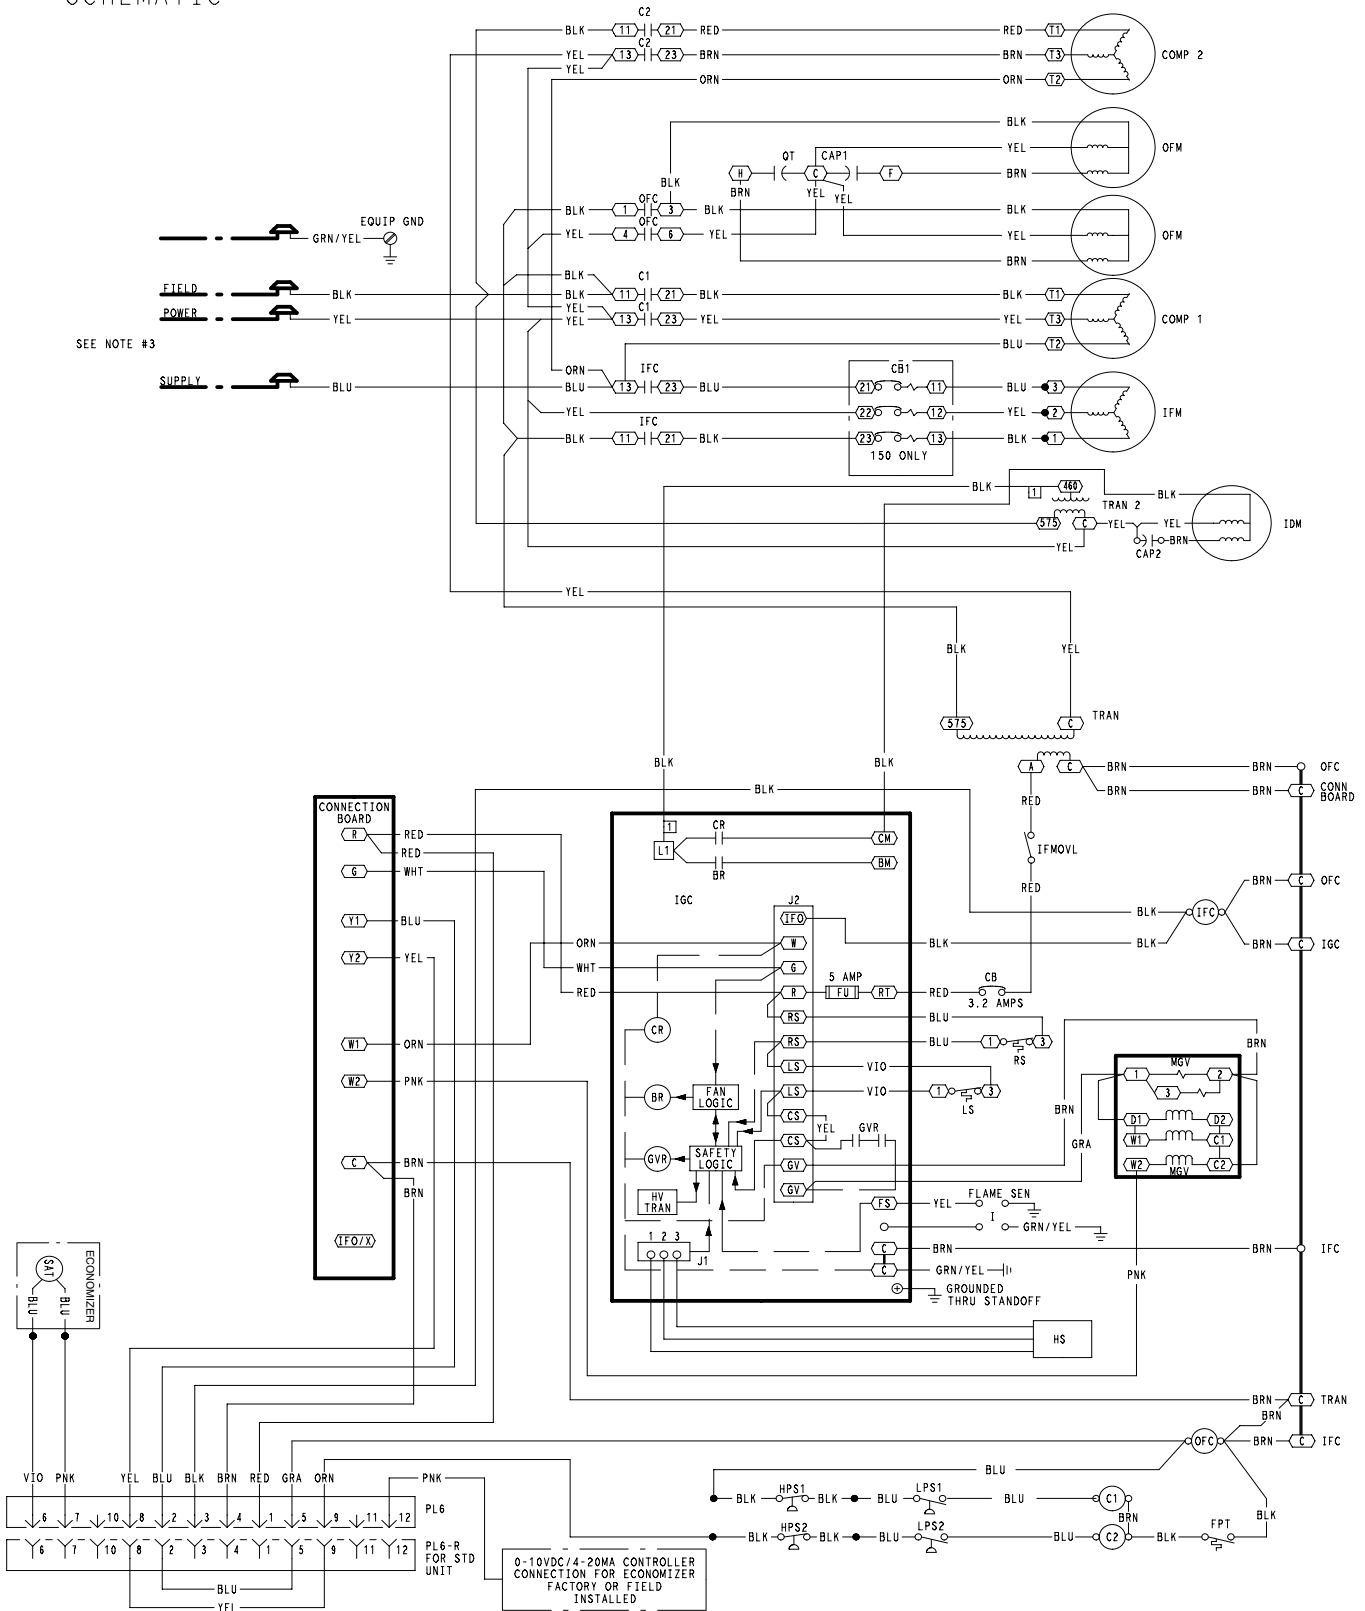 SCHEMATIC
C2
BLK 11 21 RED RED T1
C2
YEL 13 23 BRN BRN T3 COMP 2
YEL
ORN ORN T2
BLK
YEL OFM
QT CAP1
H C F BRN
BLK BRN YEL YEL
OFC
BLK 1 3 BLK BLK
OFC
YEL 4 6 YEL YEL OFM
BRN
EQUIP GND
GRN/YEL
BLK C1
FIELD BLK BLK 11 21 BLK BLK T1
YEL C1
POWER YEL YEL 13 23 YEL YEL T3 COMP 1
SEE NOTE #3
BLU T2
ORN IFC CB1
SUPPLY BLU BLU 13 23 BLU 21 11 BLU 3
YEL 22 12 YEL 2 IFM
IFC
BLK 11 21 BLK 23 13 BLK 1
150 ONLY
BLK 460
1 TRAN 2 BLK
575 C YEL YEL IDM
BRN
YEL CAP2
YEL
BLK YEL
575 C TRAN
BLK BLK
A C BRN BRN OFC
BRN BRN C CONN
BOARD
RED
IFMOVL
RED
BLK
CONNECTION
BOARD
R RED
RED
G WHT
Y1 BLU
Y2 YEL
W1 ORN
W2 PNK
C BRN
BRN
IFO/X
1 CR
L1 CM
BR BM
IGC J2
IFO
ORN W BLK BLK
WHT G
5 AMP CB
RED R FU RT RED
3.2 AMPS
BRN C OFC
BLK IFC
BRN C IGC
RS BLU
CR RS BLU 1 3
RS
LS VIO
BR FAN
LOGIC LS VIO 1 3
LS
CS
YEL GVR
CS
GVR SAFETY
LOGIC GV
HV
TRAN GV
BRN
GRA
BRN
MGV
1 2
3
D1 D2
W1 C1
W2 C2
MGV
PNK
FS YEL FLAME SEN
I GRN/YEL
1 2 3
J1
C BRN BRN IFC
C GRN/YEL
GROUNDED
THRU STANDOFF
HS
SAT
ECONOMIZER
BLU BLU
BRN C TRAN
BRN
OFC BRN C IFC
BLU
BLK
VIO PNK YEL BLU BLK BRN RED GRA ORN PNK
6 7 10 8 2 3 4 1 5 9 11 12 PL6
6 7 10 8 2 3 4 1 5 9 11 12 PL6-R
FOR STD
UNIT
BLU
YEL
BLK HPS1 BLK BLU LPS1 BLU C1
BRN
BLK HPS2 BLK BLU LPS2 BLU C2 BLK FPT
0-10VDC/4-20MA CONTROLLER
CONNECTION FOR ECONOMIZER
FACTORY OR FIELD
INSTALLED